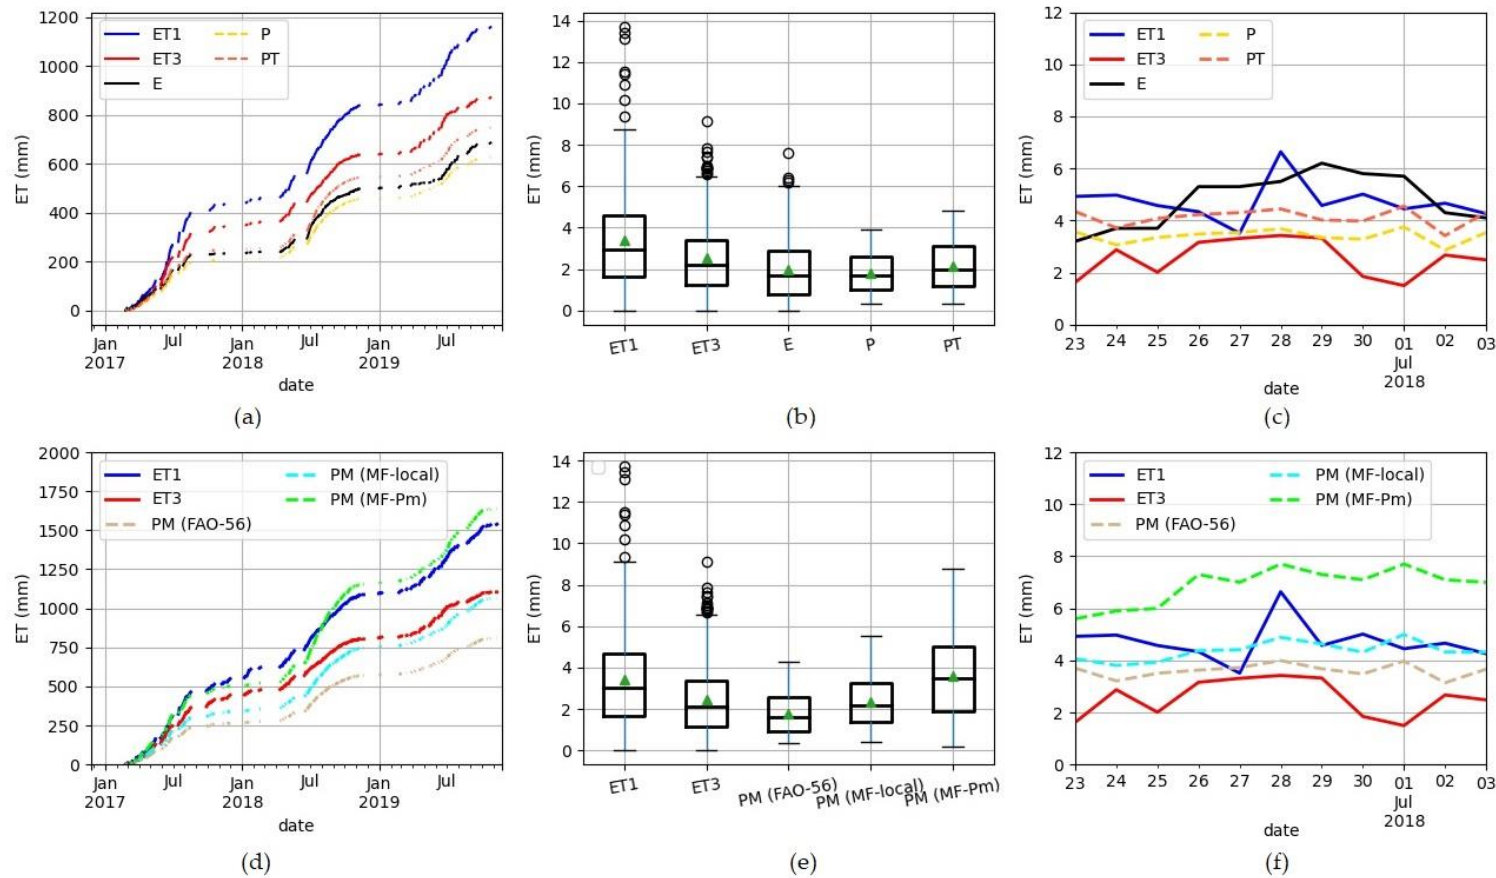 1200
1000
800
600
400
200
0
ET (mm)
ET1
ET3
E
P
PT
Jan
2017
Jul
Jan
2018
Jul
Jan
2019
Jul
date
(a)
14
12
10
8
6
4
2
0
ET (mm)
ET1
ET3
E
P
PT
(b)
12
10
8
6
4
2
0
ET (mm)
ET1
ET3
E
P
PT
23 24 25 26 27 28 29 30 01 02 03
Jul
2018
date
(c)
2000
1750
1500
1250
1000
750
500
250
0
ET (mm)
ET1
ET3
PM (FAO-56)
PM (MF-local)
PM (MF-Pm)
Jan
2017
Jul
Jan
2018
Jul
Jan
2019
Jul
date
(d)
14
12
10
8
6
4
2
0
ET (mm)
ET1
ET3
PM (FAO-56)
PM (MF-local)
PM (MF-Pm)
(e)
12
10
8
6
4
2
0
ET (mm)
ET1
ET3
PM (FAO-56)
PM (MF-local)
PM (MF-Pm)
23 24 25 26 27 28 29 30 01 02 03
Jul
2018
date
(f)